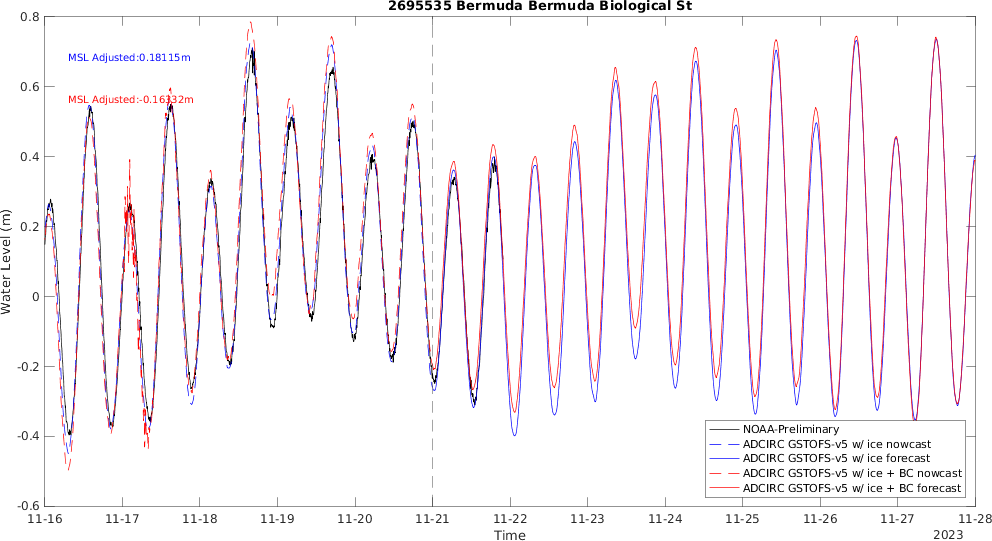 2695535 Bermuda Bermuda Biological St
0.8
0.6
0.4
0.2
0
-0.2
-0.4
-0.6
Water Level (m)
MSL Adjusted:0.18115m
MSL Adjusted:-0.16332m
NOAA-Preliminary
ADCIRC GSTOFS-v5 w/ ice nowcast
ADCIRC GSTOFS-v5 w/ ice forecast
ADCIRC GSTOFS-v5 w/ ice + BC nowcast
ADCIRC GSTOFS-v5 w/ ice + BC forecast
11-16 11-17 11-18 11-19 11-20 11-21 11-22 11-23 11-24 11-25 11-26 11-27 11-28
Time
2023